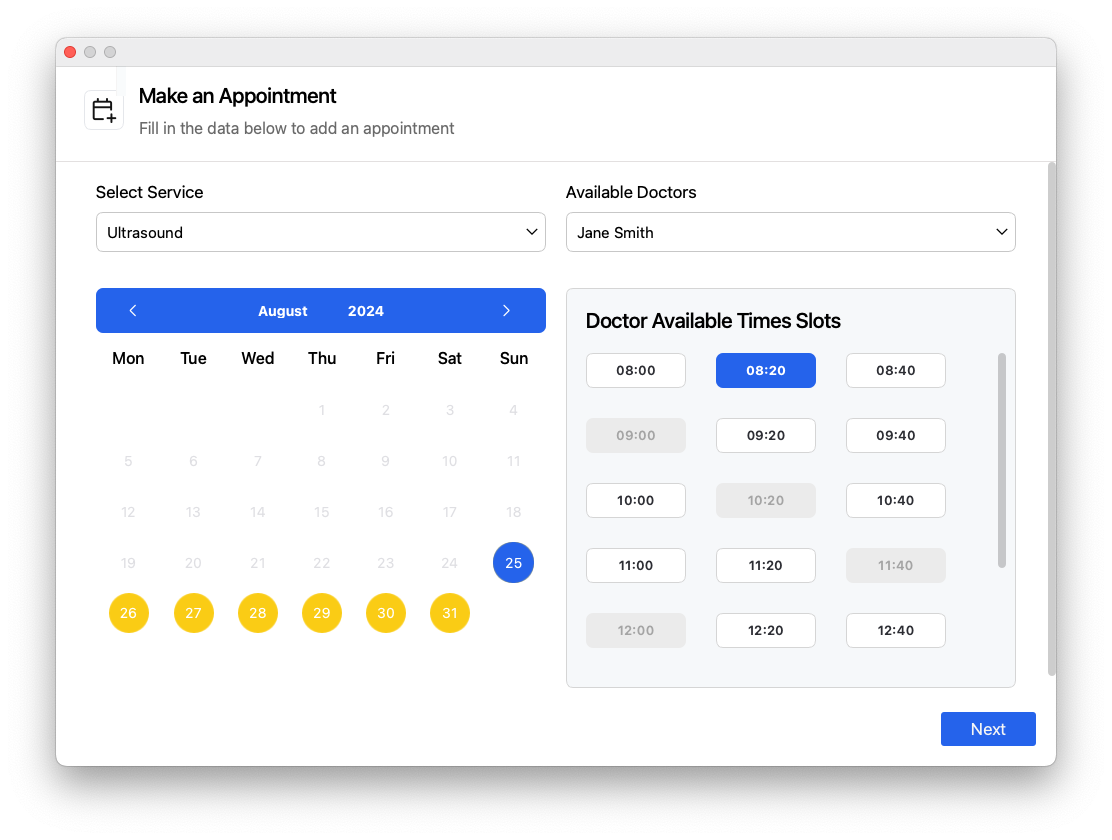 Make an Appointment
Fill in the data below to add an appointment
Select Service
Ultrasound
Available Doctors
Jane Smith
August 2024
Mon Tue Wed Thu Fri Sat Sun
1 2 3 4
5 6 7 8 9 10 11
12 13 14 15 16 17 18
19 20 21 22 23 24 25
26 27 28 29 30 31
Doctor Available Times Slots
08:00 08:20 08:40
09:00 09:20 09:40
10:00 10:20 10:40
11:00 11:20 11:40
12:00 12:20 12:40
Next